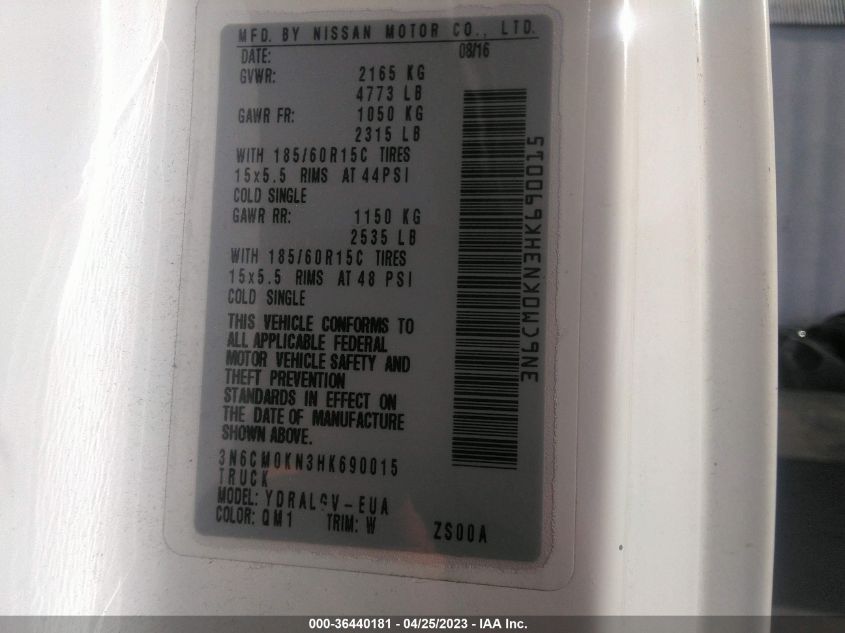 MFD. BY NISSAN MOTOR CO., LTD.
DATE: 08/16
GVWR: 2165 KG
4773 LB
GAWR FR: 1050 KG
2315 LB
WITH 185/60R15C TIRES
15x5.5 RIMS AT 44PSI
COLD SINGLE
GAWR RR: 1150 KG
2535 LB
WITH 185/60R15C TIRES
15x5.5 RIMS AT 48 PSI
COLD SINGLE
THIS VEHICLE CONFORMS TO
ALL APPLICABLE FEDERAL
MOTOR VEHICLE SAFETY AND
THEFT PREVENTION
STANDARDS IN EFFECT ON
THE DATE OF MANUFACTURE
SHOWN ABOVE.
3N6CM0KN3HK690015
TRUCK
MODEL: -EUA
COLOR: QM1 TRIM: W ZS00A
3N6CM0KN3HK690015
000-36440181 - 04/25/2023 - IAA Inc.